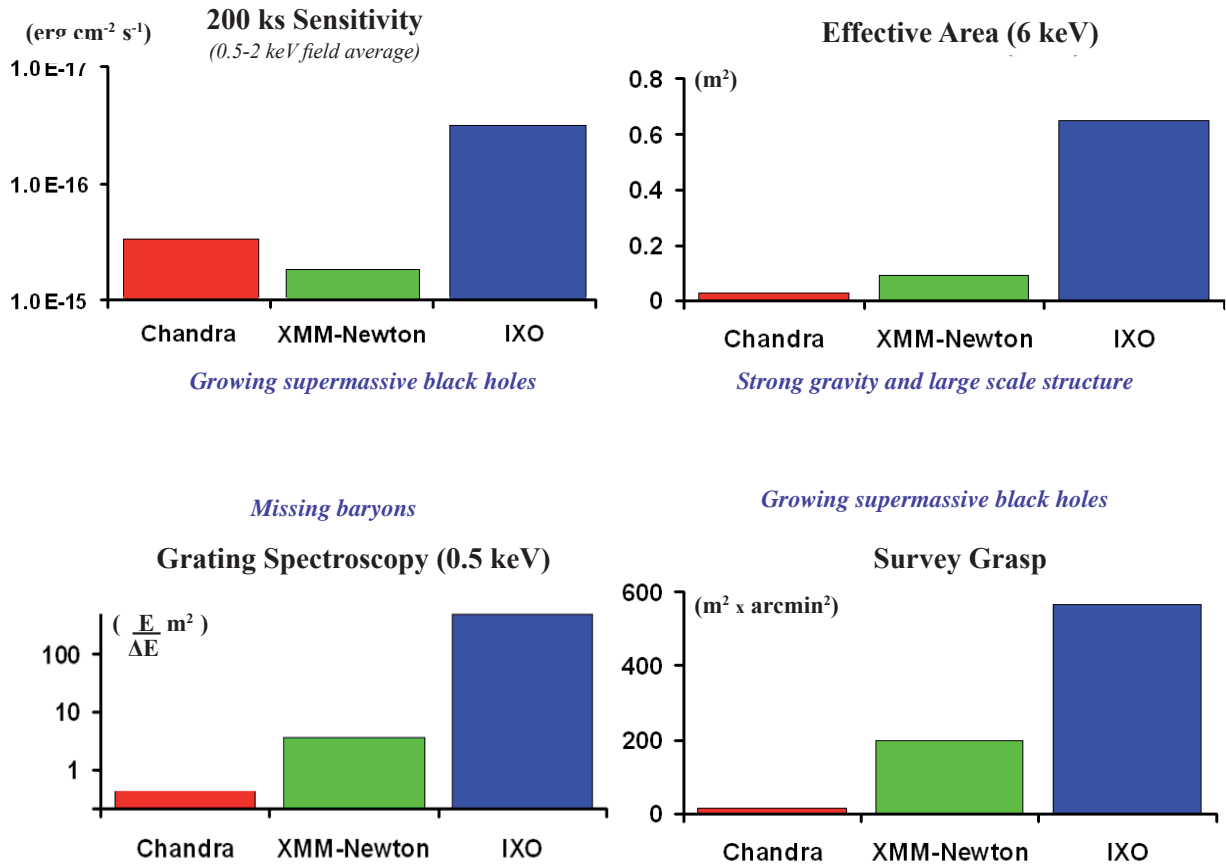 200 ks Sensitivity
(erg cm⁻² s⁻¹)
(0.5-2 keV field average)
1.0E-17
1.0E-16
1.0E-15
Chandra XMM-Newton IXO
Growing supermassive black holes
Effective Area (6 keV)
(m²)
0.8
0.6
0.4
0.2
0
Chandra XMM-Newton IXO
Strong gravity and large scale structure
Missing baryons
Grating Spectroscopy (0.5 keV)
( E m² )
ΔE
100
10
1
Chandra XMM-Newton IXO
Growing supermassive black holes
Survey Grasp
(m² x arcmin²)
600
400
200
0
Chandra XMM-Newton IXO